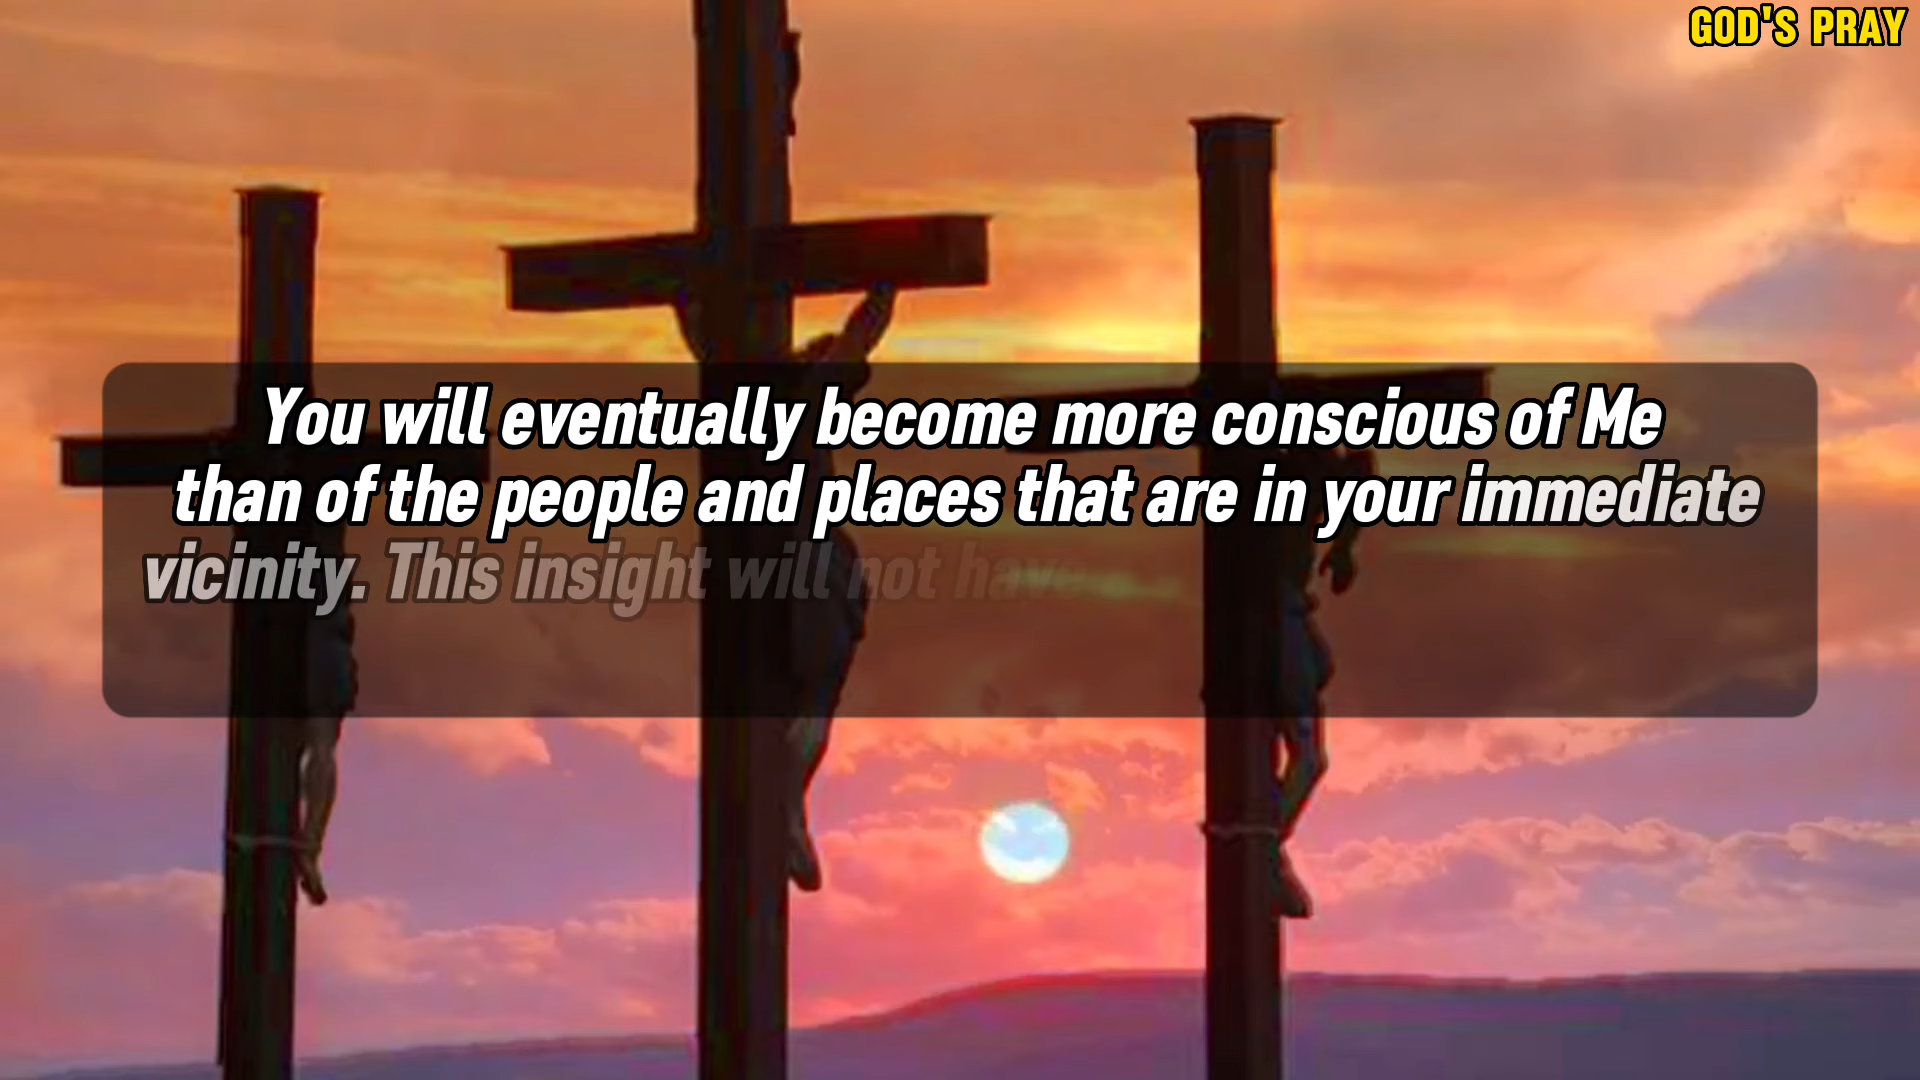 GOD'S PRAY
You will eventually become more conscious of Me
than of the people and places that are in your immediate
vicinity. This insight will not have